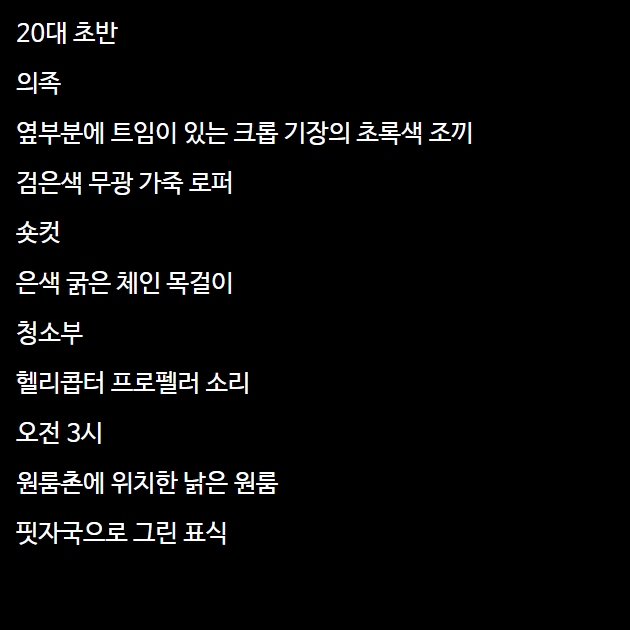 20대 초반
의족
옆부분에 트임이 있는 크롭 기장의 초록색 조끼
검은색 무광 가죽 로퍼
숏컷
은색 굵은 체인 목걸이
청소부
헬리콥터 프로펠러 소리
오전 3시
원룸촌에 위치한 낡은 원룸
핏자국으로 그린 표식